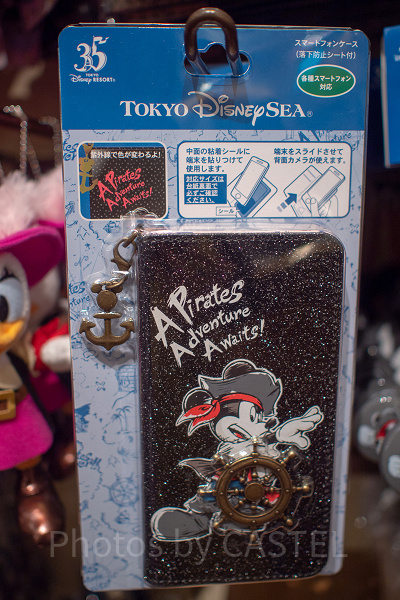 35
TOKYO
Disney RESORT®
スマートフォンケース
(落下防止シート付)
各種スマートフォン
対応
TOKYO DISNEYSEA®
紫外線で色が変わるよ!
A Pirates
Adventure
Awaits!
中面の粘着シールに
端末を貼りつけて
使用します。
対応サイズは
台紙裏面で
必ずご確認
ください。
シール
端末をスライドさせて
背面カメラが使えます。
A Pirates
Adventure
Awaits!
Photos by CASTEL